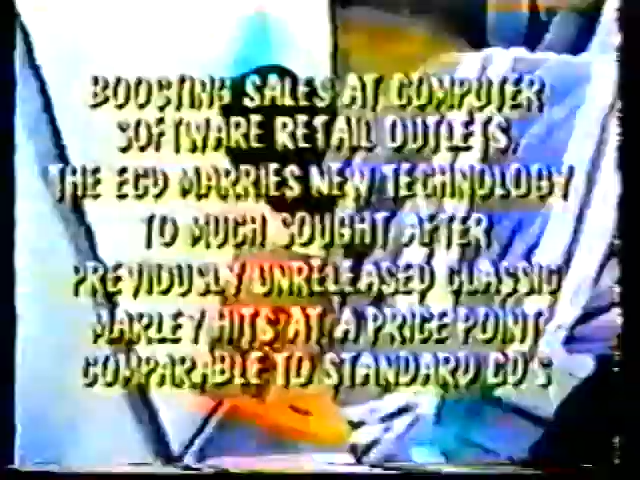 BOOSTING SALES AT COMPUTER
SOFTWARE RETAIL OUTLETS,
THE ECD MARRIES NEW TECHNOLOGY
TO MUCH SOUGHT AFTER
PREVIOUSLY UNRELEASED CLASSIC
MARLEY HITS AT A PRICE POINT
COMPARABLE TO STANDARD CD'S